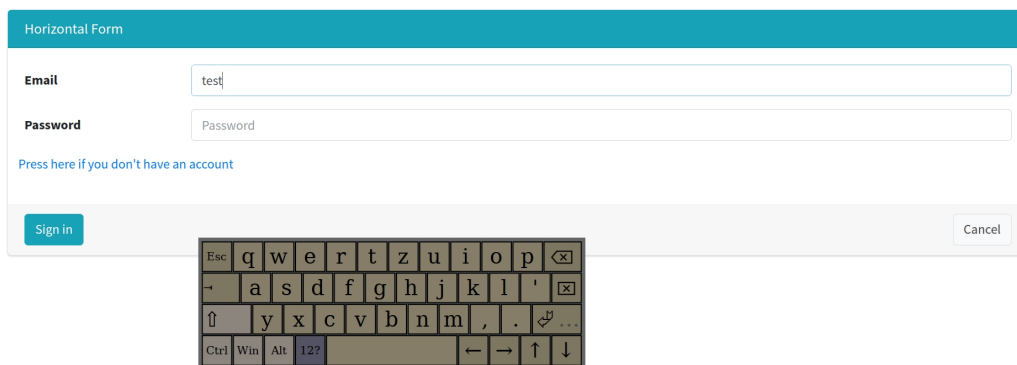 Horizontal Form
Email test
Password Password
Press here if you don't have an account
Sign in Cancel
Esc q w e r t z u i o p
a s d f g h j k l '
⇧ y x c v b n m , . ...
Ctrl Win Alt 12? ← → ↑ ↓